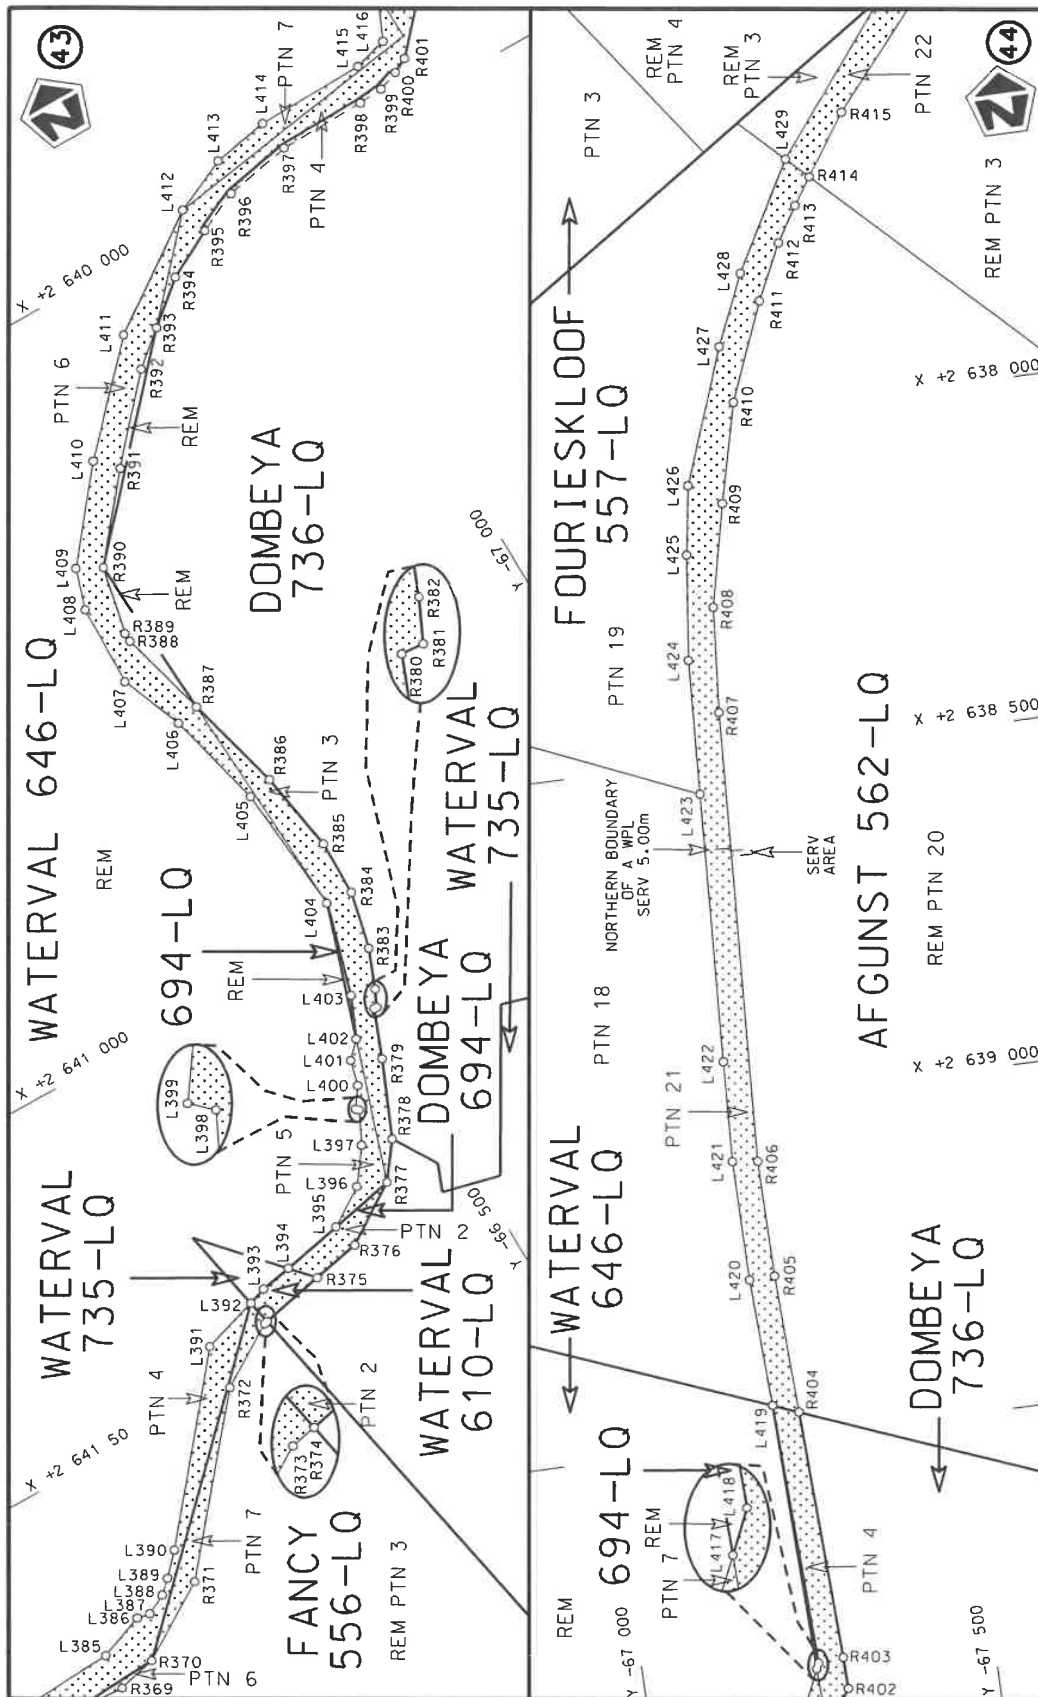 43
X +2 641 50
X +2 641 000
X +2 640 000
WATERVAL 646-LQ
REM
WATERVAL
735-LQ
694-LQ
REM
PTN 4
PTN 7
PTN 6
PTN 5
PTN 2
PTN 2
PTN 3
REM
REM
PTN 6
PTN 4
PTN 7
L385
L386
L387
L388
L389
L390
L391
L392
L393
L394
L395
L396
L397
L398
L399
L400
L401
L402
L403
L404
L405
L406
L407
L408
L409
L410
L411
L412
L413
L414
L415
L416
R369
R370
R371
R372
R373
R374
R375
R376
R377
R378
R379
R380
R381
R382
R383
R384
R385
R386
R387
R388
R389
R390
R391
R392
R393
R394
R395
R396
R397
R398
R399
R400
R401
DOMBEYA
736-LQ
FANCY
556-LQ
REM PTN 3
WATERVAL
610-LQ
DOMBEYA
694-LQ
WATERVAL
735-LQ
Y -66 500
Y -67 000
44
REM
694-LQ
REM
PTN 7
WATERVAL
646-LQ
PTN 18
NORTHERN BOUNDARY
OF A WPL
SERV 5.00m
FOURIESKLOOF
557-LQ
PTN 19
PTN 3
REM
PTN 4
REM
PTN 3
PTN 22
PTN 21
PTN 4
SERV
AREA
L417
L418
L419
L420
L421
L422
L423
L424
L425
L426
L427
L428
L429
R402
R403
R404
R405
R406
R407
R408
R409
R410
R411
R412
R413
R414
R415
AFGUNST 562-LQ
REM PTN 20
REM PTN 3
DOMBEYA
736-LQ
Y -67 000
Y -67 500
X +2 639 000
X +2 638 500
X +2 638 000